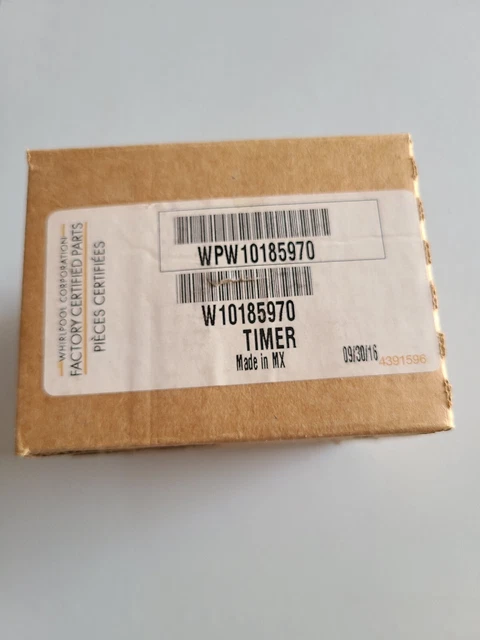 WHIRLPOOL CORPORATION
FACTORY CERTIFIED PARTS
PIÈCES CERTIFIÉES
WPW10185970
W10185970
TIMER
Made in MX
09/30/16
4391596